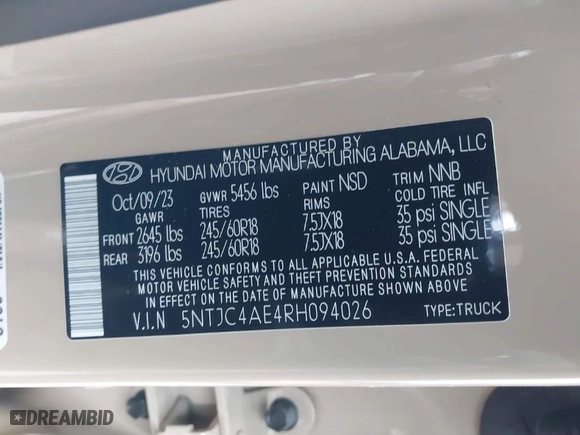 MANUFACTURED BY
HYUNDAI MOTOR MANUFACTURING ALABAMA, LLC
Oct/09/23 GVWR 5456 lbs PAINT NSD TRIM NNB
GAWR TIRES RIMS COLD TIRE INFL
FRONT 2645 lbs 245/60R18 7.5JX18 35 psi SINGLE
REAR 3196 lbs 245/60R18 7.5JX18 35 psi SINGLE
THIS VEHICLE CONFORMS TO ALL APPLICABLE U.S.A. FEDERAL
MOTOR VEHICLE SAFETY AND THEFT PREVENTION STANDARDS
IN EFFECT ON THE DATE OF MANUFACTURE SHOWN ABOVE.
V.I.N 5NTJC4AE4RH094026 TYPE:TRUCK
DREAMBID